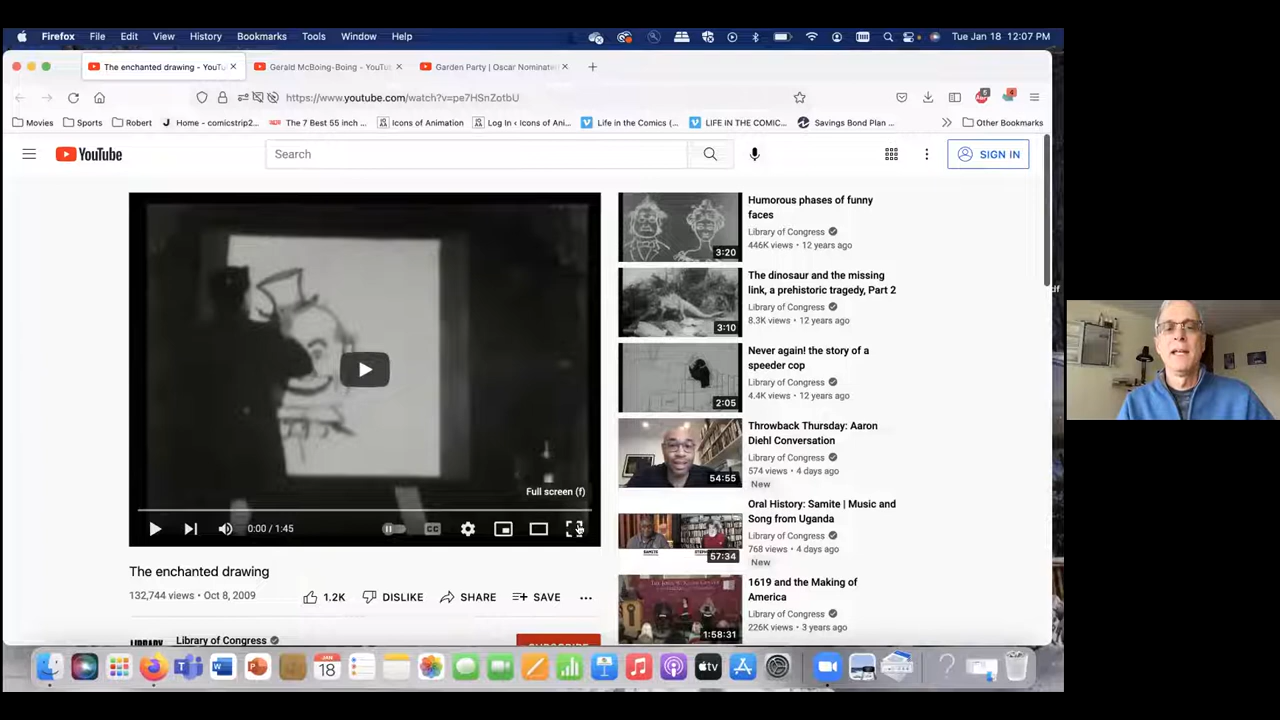 Firefox File Edit View History Bookmarks Tools Window Help Tue Jan 18 12:07 PM
The enchanted drawing - YouTu
Gerald McBoing-Boing - YouTu
Garden Party | Oscar Nominate
https://www.youtube.com/watch?v=pe7HSnZotbU
Movies Sports Robert Home - comicstrip2... The 7 Best 55 inch ... Icons of Animation Log In ‹ Icons of Ani... Life in the Comics (... LIFE IN THE COMIC... Savings Bond Plan ... Other Bookmarks
YouTube
Search
SIGN IN
Humorous phases of funny
faces
Library of Congress
446K views • 12 years ago
3:20
The dinosaur and the missing
link, a prehistoric tragedy, Part 2
Library of Congress
8.3K views • 12 years ago
3:10
Never again! the story of a
speeder cop
Library of Congress
4.4K views • 12 years ago
2:05
Throwback Thursday: Aaron
Diehl Conversation
Library of Congress
574 views • 4 days ago
54:55
New
Oral History: Samite | Music and
Song from Uganda
Library of Congress
768 views • 4 days ago
57:34
New
1619 and the Making of
America
Library of Congress
226K views • 3 years ago
1:58:31
Full screen (f)
0:00 / 1:45
CC
The enchanted drawing
132,744 views • Oct 8, 2009
1.2K DISLIKE SHARE SAVE
Library of Congress
df
JAN
18
tv